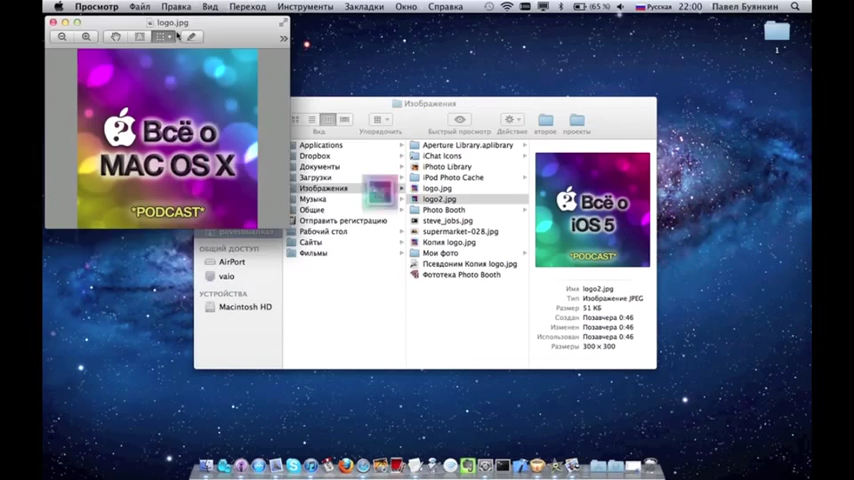 Просмотр Файл Правка Вид Переход Инструменты Закладки Окно Справка (65 %) Русская 22:00 Павел Буянкин
logo.jpg
Всё о
MAC OS X
*PODCAST*
1
Изображения
Вид Упорядочить Быстрый просмотр Действие второе проекты
Applications
Dropbox
Документы
Загрузки
Изображения
Музыка
Общие
Отправить регистрацию
Рабочий стол
Сайты
Фильмы
Aperture Library.aplibrary
iChat Icons
iPhoto Library
iPod Photo Cache
logo.jpg
logo2.jpg
Photo Booth
steve_jobs.jpg
supermarket-028.jpg
Копия logo.jpg
Мои фото
Псевдоним Копия logo.jpg
Фототека Photo Booth
Всё о
iOS 5
*PODCAST*
Имя logo2.jpg
Тип Изображение JPEG
Размер 51 КБ
Создан Позавчера 0:46
Изменен Позавчера 0:46
Использован Позавчера 0:46
Размеры 300 × 300
ОБЩИЙ ДОСТУП
AirPort
vaio
УСТРОЙСТВА
Macintosh HD